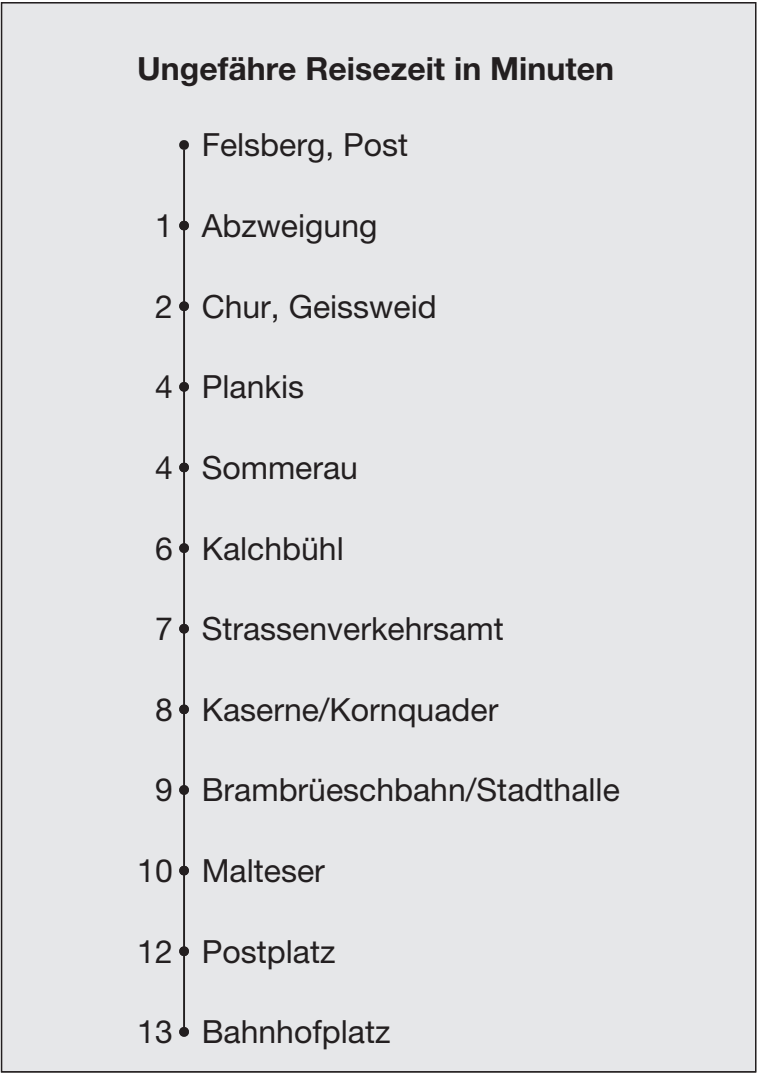 Ungefähre Reisezeit in Minuten
Felsberg, Post
1 Abzweigung
2 Chur, Geissweid
4 Plankis
4 Sommerau
6 Kalchbühl
7 Strassenverkehrsamt
8 Kaserne/Kornquader
9 Brambrüeschbahn/Stadthalle
10 Malteser
12 Postplatz
13 Bahnhofplatz